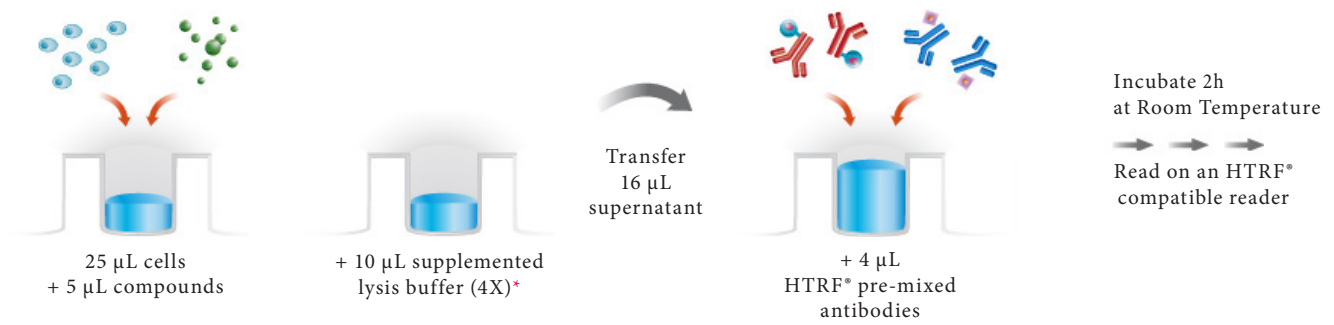 25 µL cells
+ 5 µL compounds
+ 10 µL supplemented
lysis buffer (4X)*
Transfer
16 µL
supernatant
+ 4 µL
HTRF® pre-mixed
antibodies
Incubate 2h
at Room Temperature
Read on an HTRF®
compatible reader